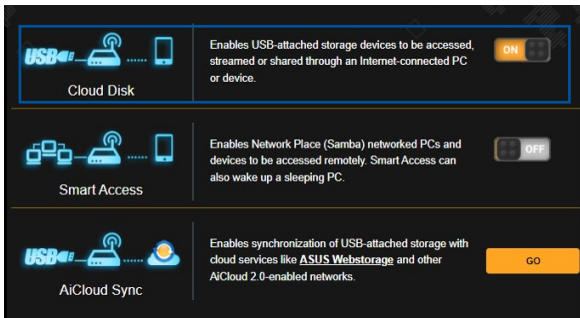 USB
Cloud Disk
Enables USB-attached storage devices to be accessed,
streamed or shared through an Internet-connected PC
or device.
ON
Smart Access
Enables Network Place (Samba) networked PCs and
devices to be accessed remotely. Smart Access can
also wake up a sleeping PC.
OFF
USB
AiCloud Sync
Enables synchronization of USB-attached storage with
cloud services like ASUS Webstorage and other
AiCloud 2.0-enabled networks.
GO